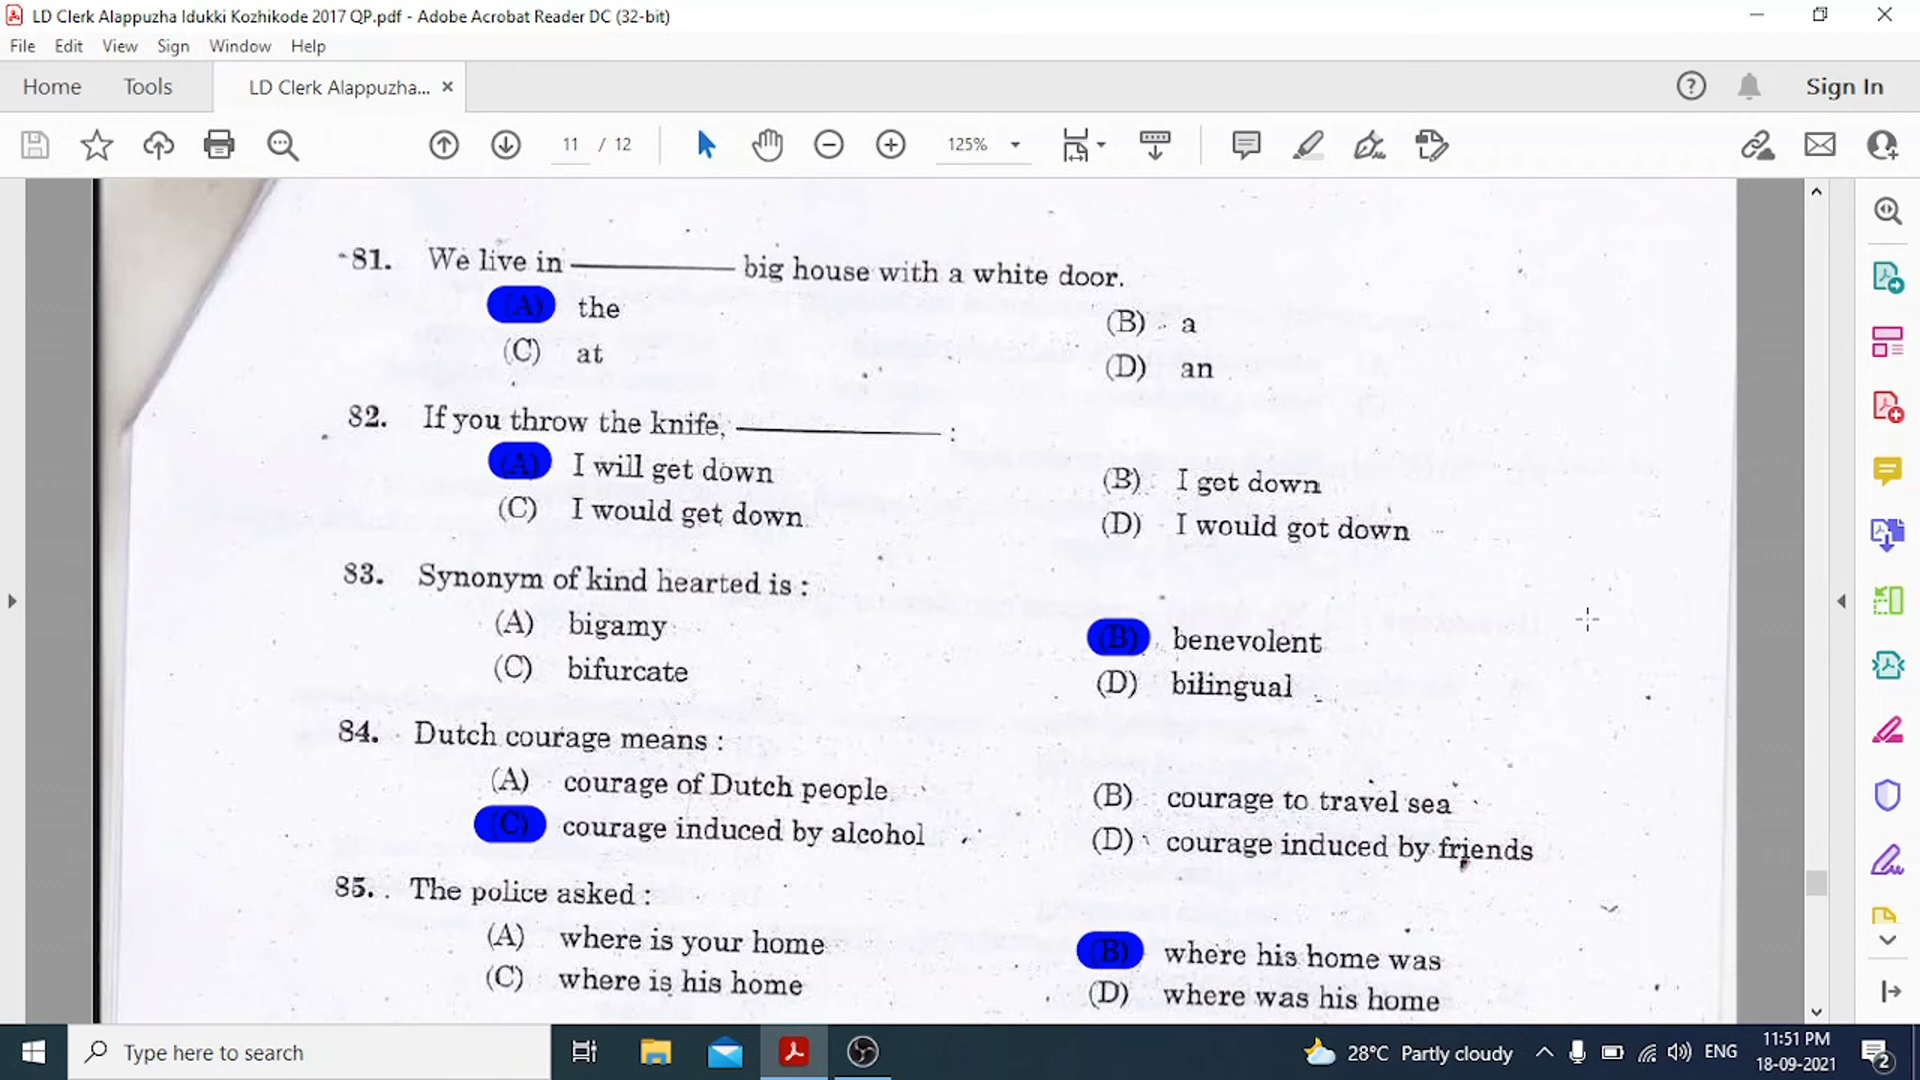 LD Clerk Alappuzha Idukki Kozhikode 2017 QP.pdf - Adobe Acrobat Reader DC (32-bit)
File Edit View Sign Window Help
Home Tools LD Clerk Alappuzha... × Sign In
11 / 12 125%
81. We live in ________ big house with a white door.
(A) the (B) a
(C) at (D) an
82. If you throw the knife, ________ :
(A) I will get down (B) I get down
(C) I would get down (D) I would got down
83. Synonym of kind hearted is :
(A) bigamy (B) benevolent
(C) bifurcate (D) bilingual
84. Dutch courage means :
(A) courage of Dutch people (B) courage to travel sea
(C) courage induced by alcohol (D) courage induced by friends
85. The police asked :
(A) where is your home (B) where his home was
(C) where is his home (D) where was his home
Type here to search 28°C Partly cloudy ENG 11:51 PM
18-09-2021 2